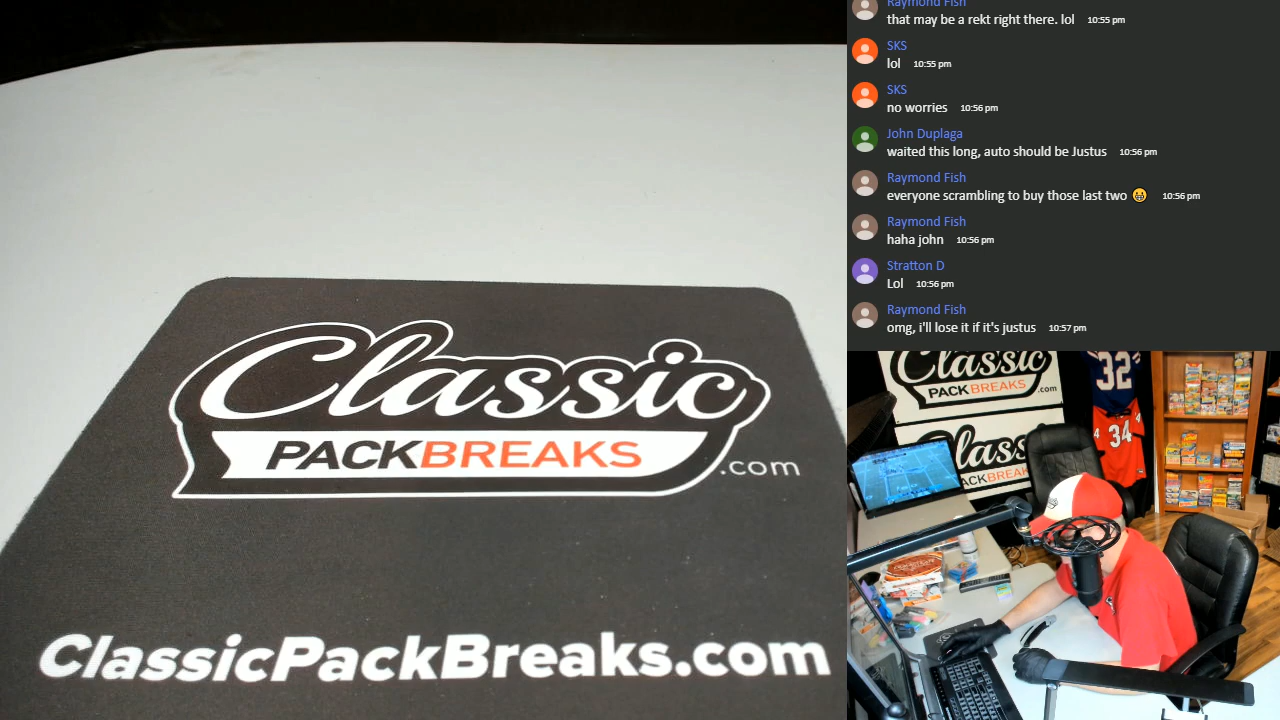 Classic
PACKBREAKS
.com
ClassicPackBreaks.com
Raymond Fish
that may be a rekt right there. lol 10:55 pm
SKS
lol 10:55 pm
SKS
no worries 10:56 pm
John Duplaga
waited this long, auto should be Justus 10:56 pm
Raymond Fish
everyone scrambling to buy those last two 😀 10:56 pm
Raymond Fish
haha john 10:56 pm
Stratton D
Lol 10:56 pm
Raymond Fish
omg, i'll lose it if it's justus 10:57 pm
Classic
PACKBREAKS
.com
32
34